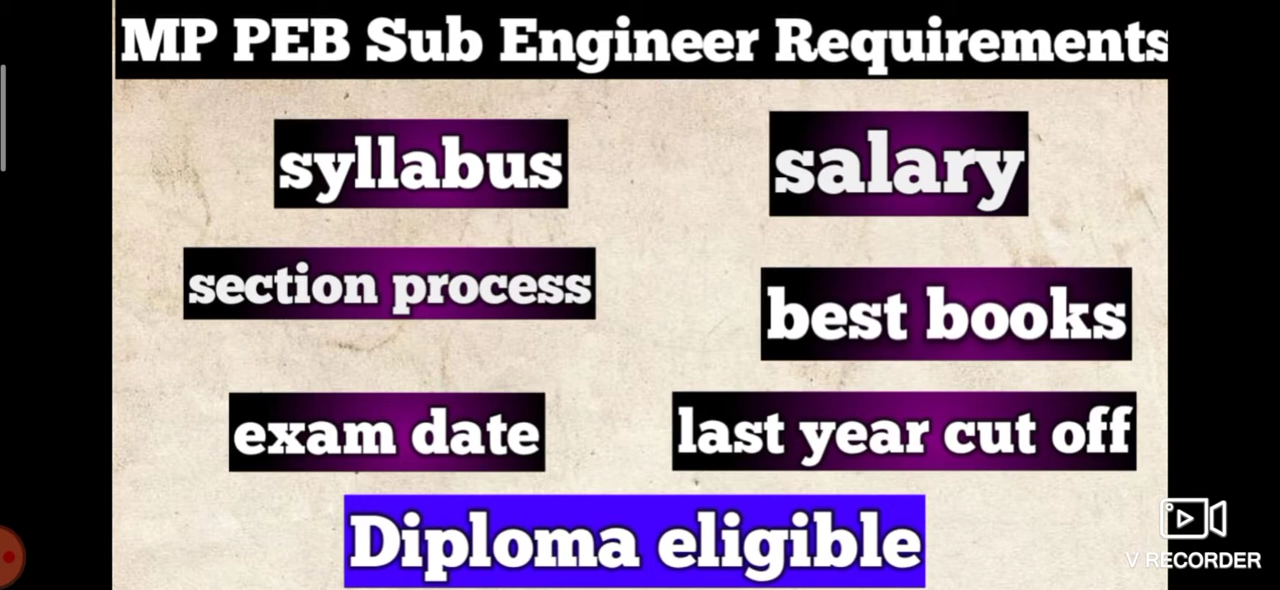 MP PEB Sub Engineer Requirements
syllabus
salary
section process
best books
exam date
last year cut off
Diploma eligible
V RECORDER